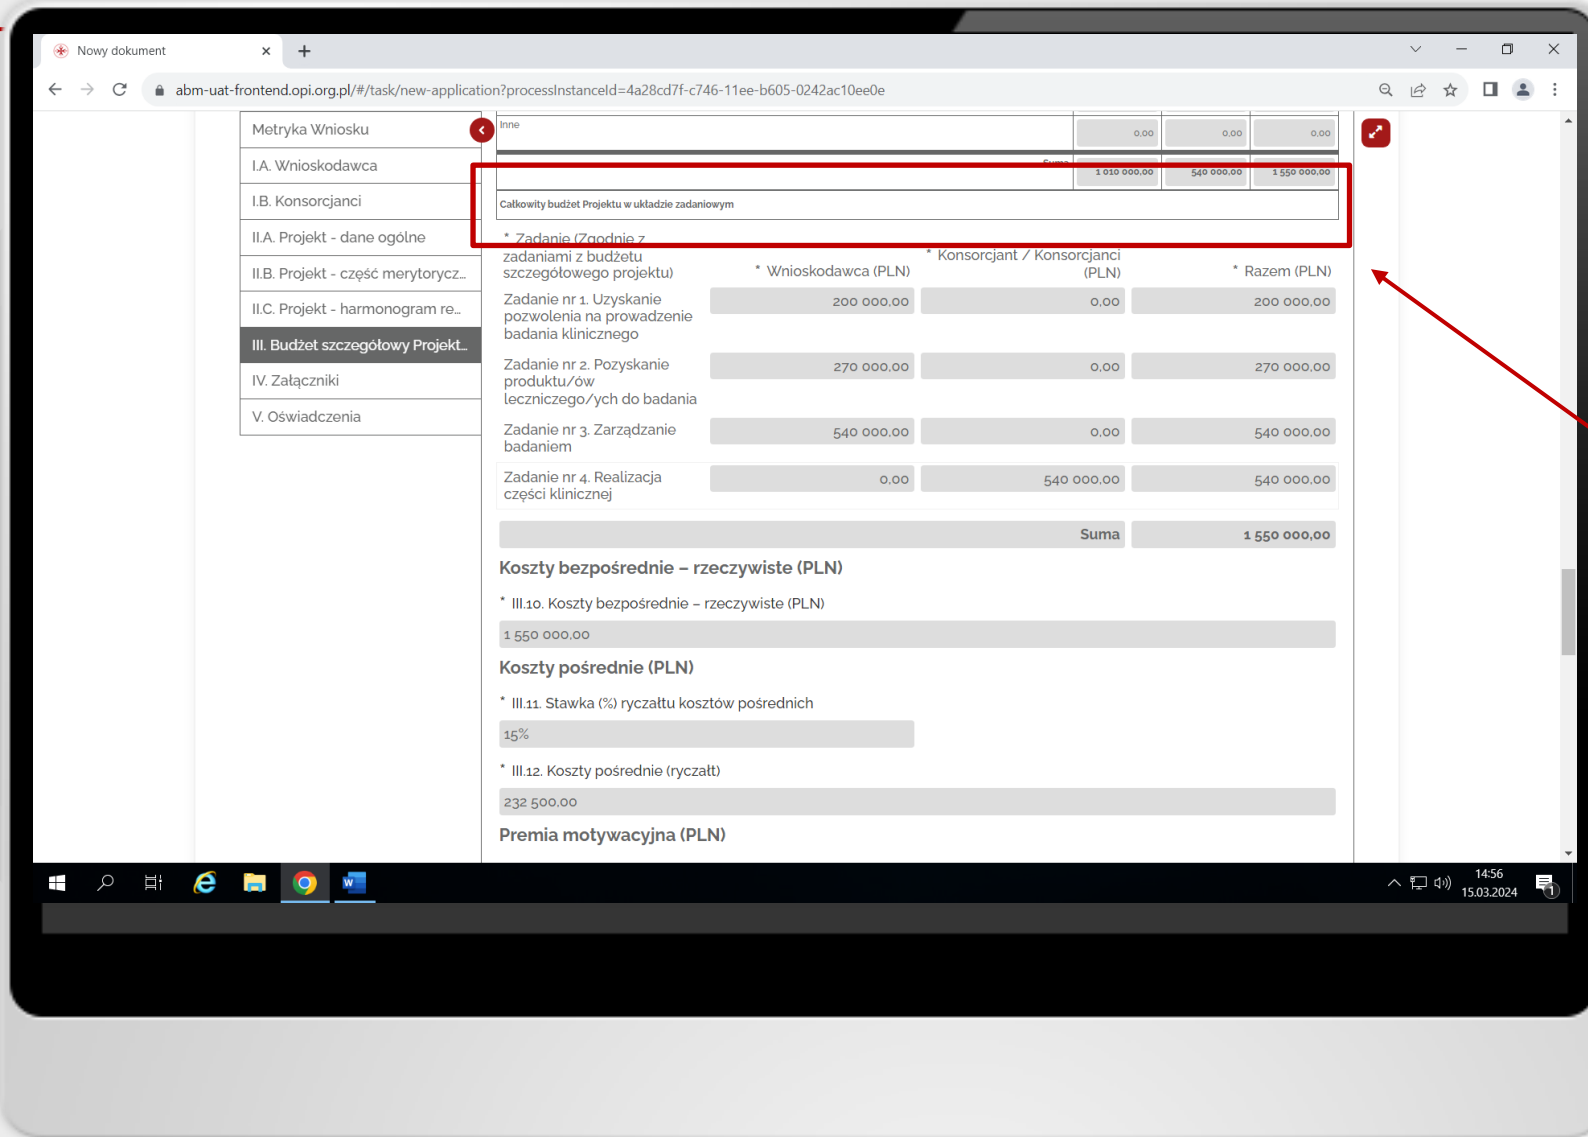 Nowy dokument
abm-uat-frontend.opi.org.pl/#/task/new-application?processInstanceId=4a28cd7f-c746-11ee-b605-0242ac10ee0e
Metryka Wniosku
I.A. Wnioskodawca
I.B. Konsorcjanci
II.A. Projekt - dane ogólne
II.B. Projekt - część merytorycz...
II.C. Projekt - harmonogram re...
III. Budżet szczegółowy Projekt...
IV. Załączniki
V. Oświadczenia
Inne 0,00 0,00 0,00
Suma 1 010 000,00 540 000,00 1 550 000,00
Całkowity budżet Projektu w układzie zadaniowym
* Zadanie (Zgodnie z
zadaniami z budżetu
szczegółowego projektu)
* Wnioskodawca (PLN)
* Konsorcjant / Konsorcjanci
(PLN)
* Razem (PLN)
Zadanie nr 1. Uzyskanie
pozwolenia na prowadzenie
badania klinicznego
200 000,00 0,00 200 000,00
Zadanie nr 2. Pozyskanie
produktu/ów
leczniczego/ych do badania
270 000,00 0,00 270 000,00
Zadanie nr 3. Zarządzanie
badaniem
540 000,00 0,00 540 000,00
Zadanie nr 4. Realizacja
części klinicznej
0,00 540 000,00 540 000,00
Suma 1 550 000,00
Koszty bezpośrednie – rzeczywiste (PLN)
* III.10. Koszty bezpośrednie – rzeczywiste (PLN)
1 550 000,00
Koszty pośrednie (PLN)
* III.11. Stawka (%) ryczałtu kosztów pośrednich
15%
* III.12. Koszty pośrednie (ryczałt)
232 500,00
Premia motywacyjna (PLN)
14:56
15.03.2024
1